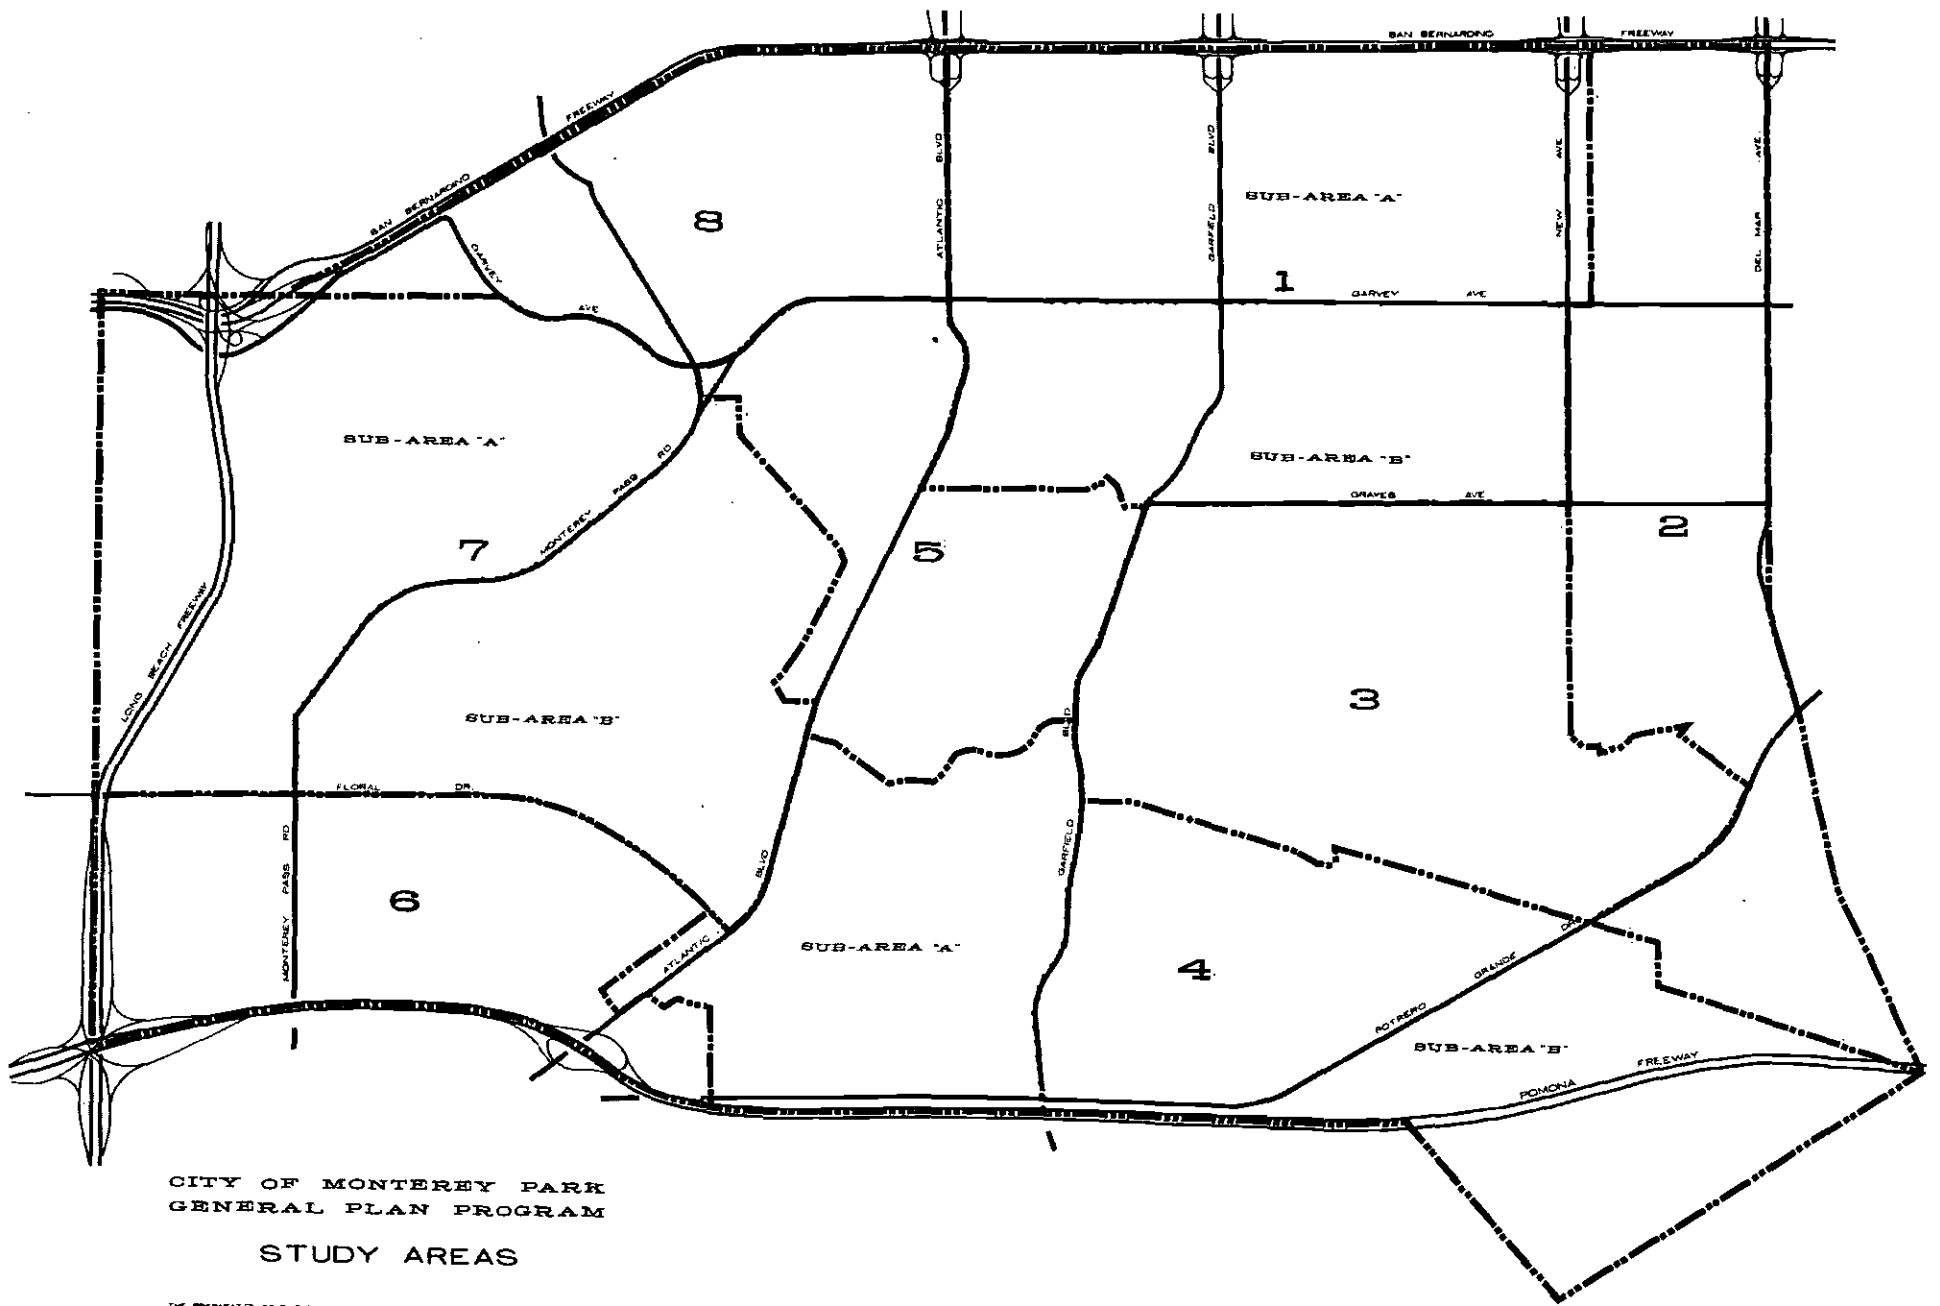 SAN BERNARDINO FREEWAY
FREEWAY
SAN BERNARDINO
ATLANTIC BLVD
GARFIELD BLVD
NEW AVE
DEL MAR AVE.
SUB-AREA "A"
8
GARVEY AVE
1
GARVEY AVE
SUB-AREA "A"
MONTEREY PASS RD
SUB-AREA "B"
GRAVES AVE
2
7
5
LONG BEACH FREEWAY
3
SUB-AREA "B"
BLVD
FLORAL DR.
MONTEREY PASS RD
BLVD
GARFIELD
6
ATLANTIC
SUB-AREA "A"
4
POTRERO GRANDE DR.
SUB-AREA "B"
POMONA FREEWAY
CITY OF MONTEREY PARK
GENERAL PLAN PROGRAM
STUDY AREAS